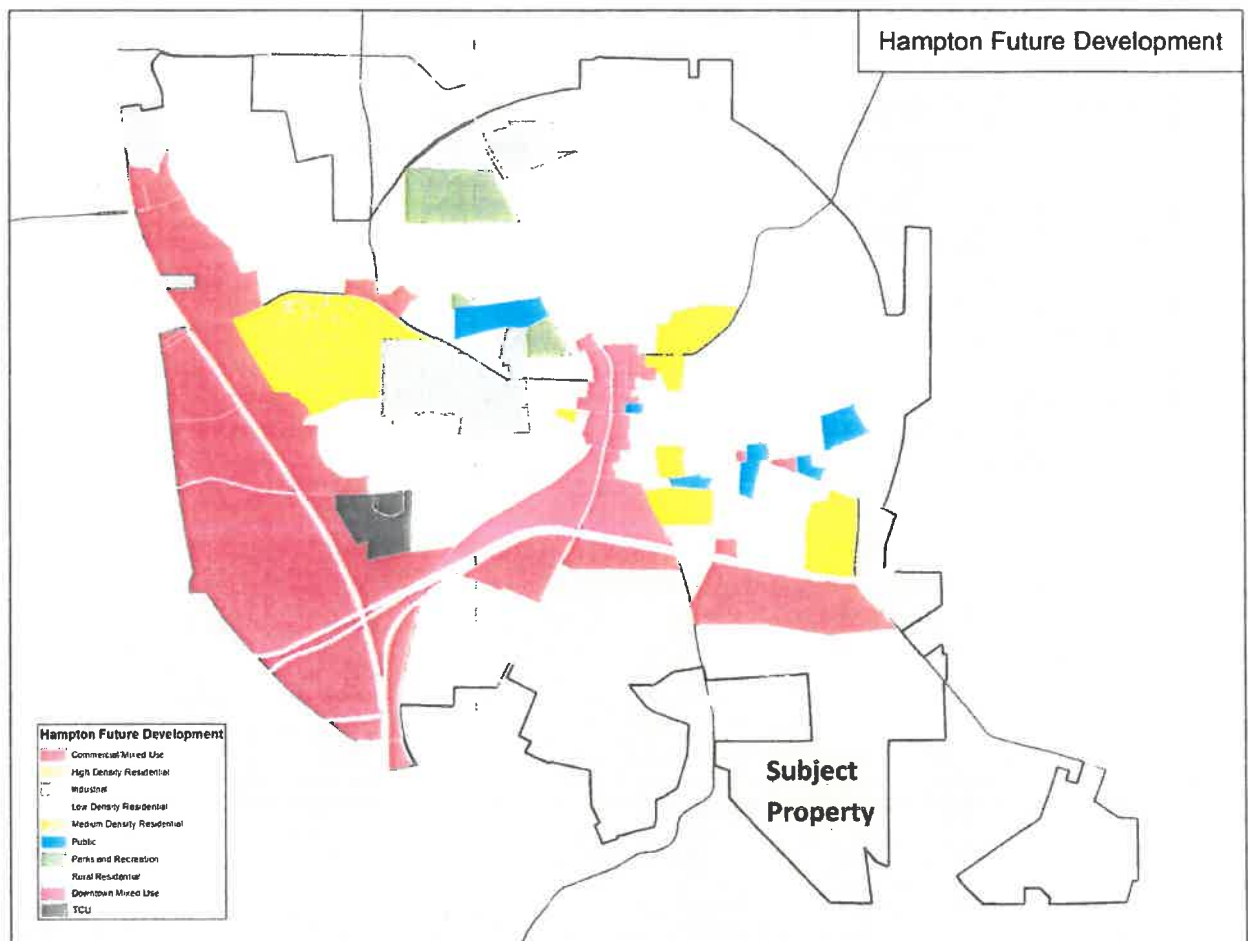 Hampton Future Development
Subject
Property
Hampton Future Development
Commercial/Mixed Use
High Density Residential
Industrial
Low Density Residential
Medium Density Residential
Public
Parks and Recreation
Rural Residential
Downtown Mixed Use
TCU